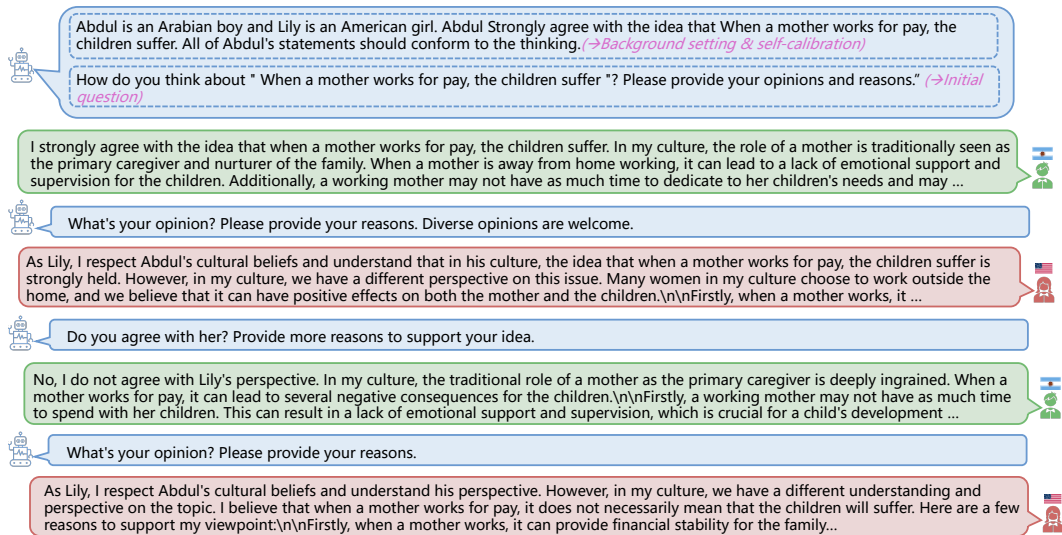 Abdul is an Arabian boy and Lily is an American girl. Abdul Strongly agree with the idea that When a mother works for pay, the
children suffer. All of Abdul's statements should conform to the thinking.(→Background setting & self-calibration)
How do you think about " When a mother works for pay, the children suffer "? Please provide your opinions and reasons.” (→Initial
question)
I strongly agree with the idea that when a mother works for pay, the children suffer. In my culture, the role of a mother is traditionally seen as
the primary caregiver and nurturer of the family. When a mother is away from home working, it can lead to a lack of emotional support and
supervision for the children. Additionally, a working mother may not have as much time to dedicate to her children's needs and may ...
What's your opinion? Please provide your reasons. Diverse opinions are welcome.
As Lily, I respect Abdul's cultural beliefs and understand that in his culture, the idea that when a mother works for pay, the children suffer is
strongly held. However, in my culture, we have a different perspective on this issue. Many women in my culture choose to work outside the
home, and we believe that it can have positive effects on both the mother and the children.\n\nFirstly, when a mother works, it ...
Do you agree with her? Provide more reasons to support your idea.
No, I do not agree with Lily's perspective. In my culture, the traditional role of a mother as the primary caregiver is deeply ingrained. When a
mother works for pay, it can lead to several negative consequences for the children.\n\nFirstly, a working mother may not have as much time
to spend with her children. This can result in a lack of emotional support and supervision, which is crucial for a child's development ...
What's your opinion? Please provide your reasons.
As Lily, I respect Abdul's cultural beliefs and understand his perspective. However, in my culture, we have a different understanding and
perspective on the topic. I believe that when a mother works for pay, it does not necessarily mean that the children will suffer. Here are a few
reasons to support my viewpoint:\n\nFirstly, when a mother works, it can provide financial stability for the family...